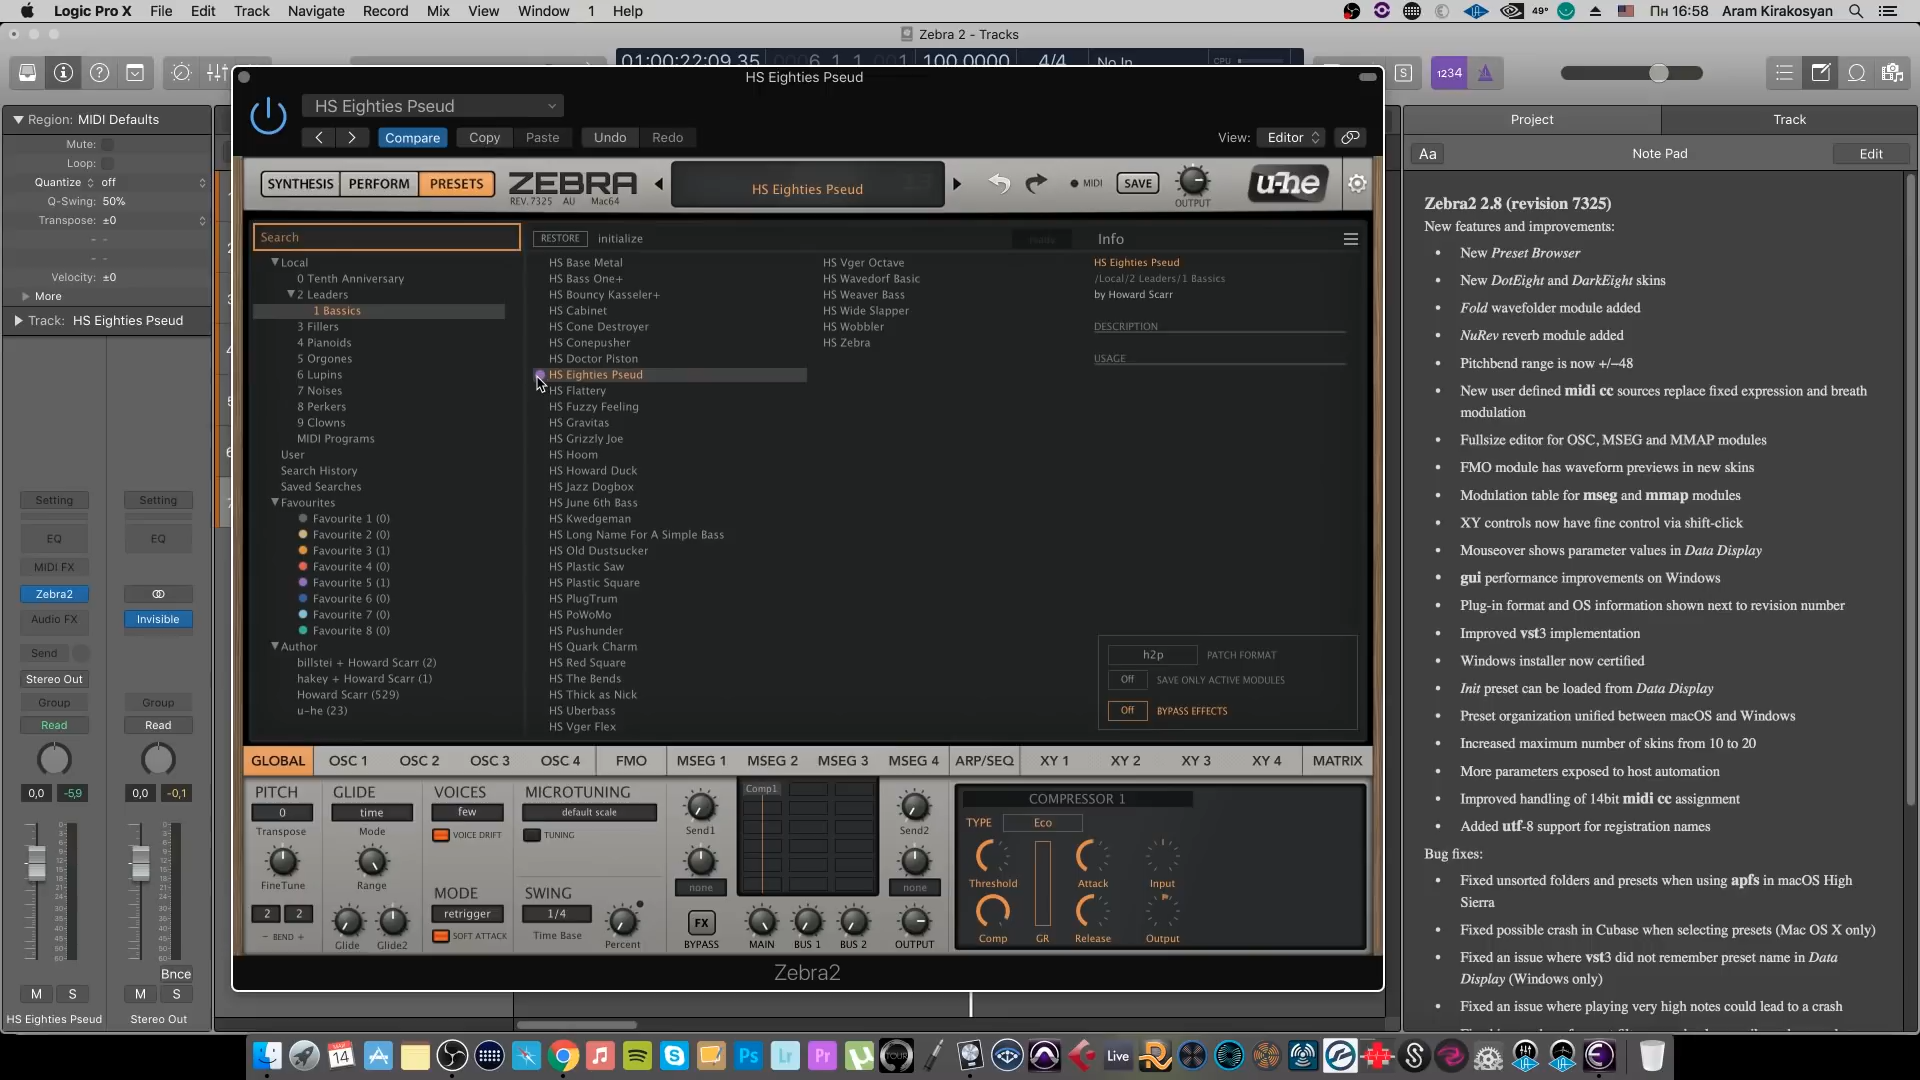 Logic Pro X File Edit Track Navigate Record Mix View Window 1 Help
49° Пн 16:58 Aram Kirakosyan
Zebra 2 - Tracks
01:00:22:09.35 100,0000 4/4 No In CPU
S 1234
Region: MIDI Defaults
Mute:
Loop:
Quantize off
Q-Swing: 50%
Transpose: ±0
Velocity: ±0
More
Track: HS Eighties Pseud
Setting Setting
EQ EQ
MIDI FX
Zebra2
Audio FX Invisible
Send
Stereo Out
Group Group
Read Read
0,0 -5,9 0,0 -0,1
Bnce
M S M S
HS Eighties Pseud Stereo Out
HS Eighties Pseud
HS Eighties Pseud
Compare Copy Paste Undo Redo
View: Editor
SYNTHESIS PERFORM PRESETS
ZEBRA
REV.7325 AU Mac64
HS Eighties Pseud
MIDI SAVE
OUTPUT
u-he
Search
Local
0 Tenth Anniversary
2 Leaders
1 Bassics
3 Fillers
4 Pianoids
5 Orgones
6 Lupins
7 Noises
8 Perkers
9 Clowns
MIDI Programs
User
Search History
Saved Searches
Favourites
Favourite 1 (0)
Favourite 2 (0)
Favourite 3 (1)
Favourite 4 (0)
Favourite 5 (1)
Favourite 6 (0)
Favourite 7 (0)
Favourite 8 (0)
Author
billstei + Howard Scarr (2)
hakey + Howard Scarr (1)
Howard Scarr (529)
u-he (23)
RESTORE initialize
HS Base Metal
HS Bass One+
HS Bouncy Kasseler+
HS Cabinet
HS Cone Destroyer
HS Conepusher
HS Doctor Piston
HS Eighties Pseud
HS Flattery
HS Fuzzy Feeling
HS Gravitas
HS Grizzly Joe
HS Hoom
HS Howard Duck
HS Jazz Dogbox
HS June 6th Bass
HS Kwedgeman
HS Long Name For A Simple Bass
HS Old Dustsucker
HS Plastic Saw
HS Plastic Square
HS PlugTrum
HS PoWoMo
HS Pushunder
HS Quark Charm
HS Red Square
HS The Bends
HS Thick as Nick
HS Uberbass
HS Vger Flex
HS Vger Octave
HS Wavedorf Basic
HS Weaver Bass
HS Wide Slapper
HS Wobbler
HS Zebra
Info
HS Eighties Pseud
/Local/2 Leaders/1 Bassics
by Howard Scarr
DESCRIPTION
USAGE
h2p PATCH FORMAT
Off SAVE ONLY ACTIVE MODULES
Off BYPASS EFFECTS
GLOBAL OSC 1 OSC 2 OSC 3 OSC 4 FMO MSEG 1 MSEG 2 MSEG 3 MSEG 4 ARP/SEQ XY 1 XY 2 XY 3 XY 4 MATRIX
PITCH
0
Transpose
FineTune
2 2
− BEND +
GLIDE
time
Mode
Range
Glide Glide2
VOICES
few
VOICE DRIFT
MODE
retrigger
SOFT ATTACK
MICROTUNING
default scale
TUNING
SWING
1/4
Time Base Percent
Send1
none
FX
BYPASS
Comp1
MAIN BUS 1 BUS 2
Send2
none
OUTPUT
COMPRESSOR 1
TYPE Eco
Threshold Attack Input
Comp GR Release Output
Zebra2
Project Track
Aa Note Pad Edit
Zebra2 2.8 (revision 7325)
New features and improvements:
• New Preset Browser
• New DotEight and DarkEight skins
• Fold wavefolder module added
• NuRev reverb module added
• Pitchbend range is now +/–48
• New user defined midi cc sources replace fixed expression and breath
modulation
• Fullsize editor for OSC, MSEG and MMAP modules
• FMO module has waveform previews in new skins
• Modulation table for mseg and mmap modules
• XY controls now have fine control via shift-click
• Mouseover shows parameter values in Data Display
• gui performance improvements on Windows
• Plug-in format and OS information shown next to revision number
• Improved vst3 implementation
• Windows installer now certified
• Init preset can be loaded from Data Display
• Preset organization unified between macOS and Windows
• Increased maximum number of skins from 10 to 20
• More parameters exposed to host automation
• Improved handling of 14bit midi cc assignment
• Added utf-8 support for registration names
Bug fixes:
• Fixed unsorted folders and presets when using apfs in macOS High
Sierra
• Fixed possible crash in Cubase when selecting presets (Mac OS X only)
• Fixed an issue where vst3 did not remember preset name in Data
Display (Windows only)
• Fixed an issue where playing very high notes could lead to a crash
14 Ps Lr Pr Live